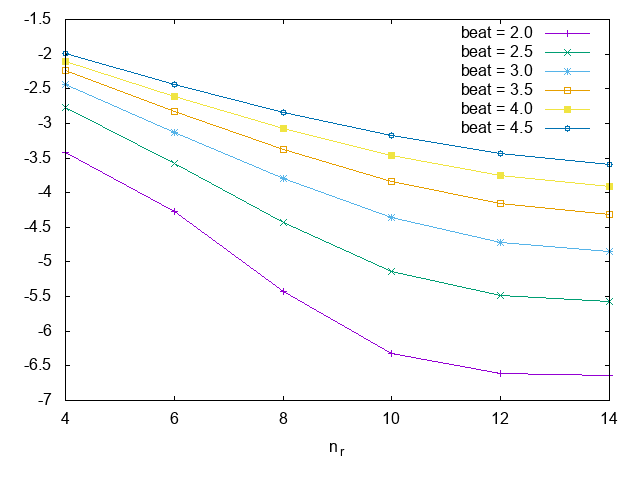 -1.5
-2
-2.5
-3
-3.5
-4
-4.5
-5
-5.5
-6
-6.5
-7
4 6 8 10 12 14
n_r
beat = 2.0
beat = 2.5
beat = 3.0
beat = 3.5
beat = 4.0
beat = 4.5